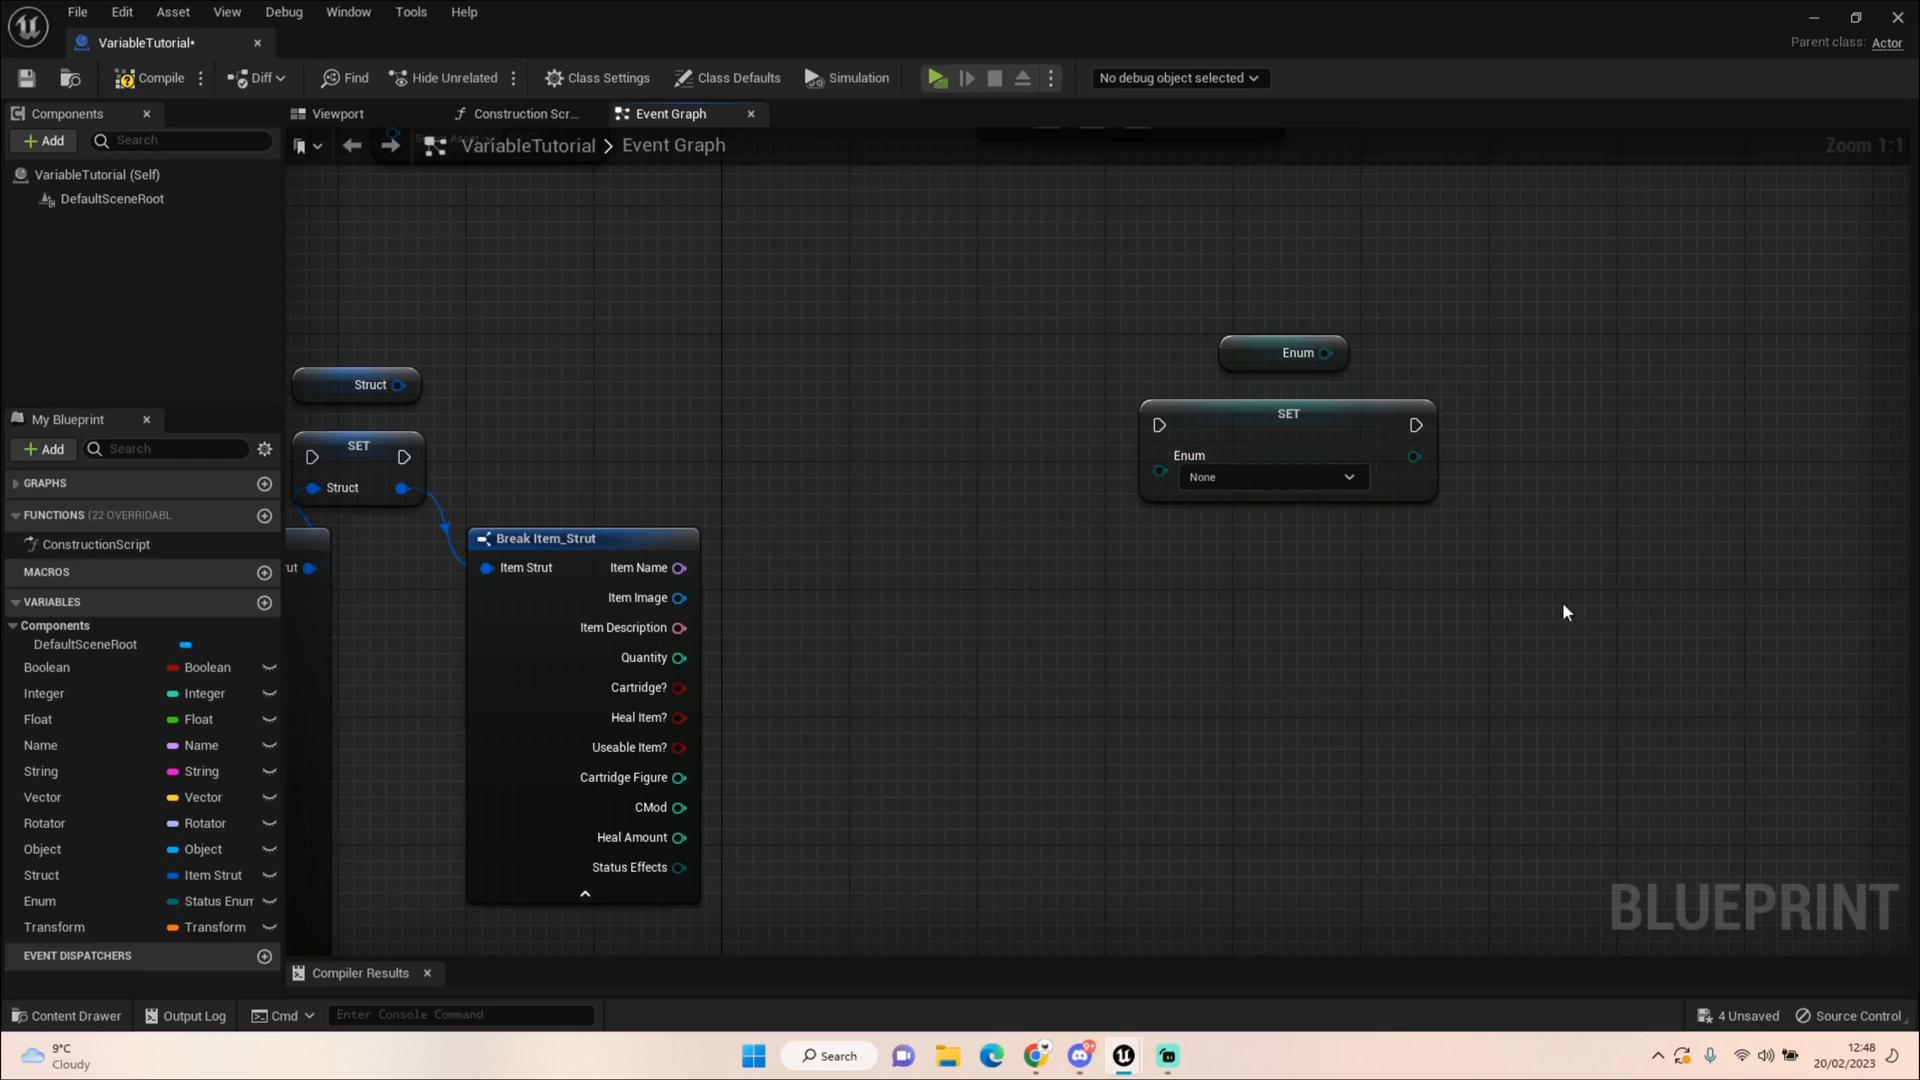 File Edit Asset View Debug Window Tools Help
VariableTutorial*
Parent class: Actor
Compile Diff Find Hide Unrelated Class Settings Class Defaults Simulation No debug object selected
Components
Viewport Construction Scr... Event Graph
Add Search
VariableTutorial > Event Graph
Zoom 1:1
VariableTutorial (Self)
DefaultSceneRoot
Enum
Struct
SET
Enum
None
My Blueprint
Add Search
SET
Struct
GRAPHS
FUNCTIONS (22 OVERRIDABL
ConstructionScript
MACROS
VARIABLES
Components
DefaultSceneRoot
Boolean Boolean
Integer Integer
Float Float
Name Name
String String
Vector Vector
Rotator Rotator
Object Object
Struct Item Strut
Enum Status Enum
Transform Transform
EVENT DISPATCHERS
rut
Break Item_Strut
Item Strut Item Name
Item Image
Item Description
Quantity
Cartridge?
Heal Item?
Useable Item?
Cartridge Figure
CMod
Heal Amount
Status Effects
BLUEPRINT
Compiler Results
Content Drawer Output Log Cmd Enter Console Command 4 Unsaved Source Control
9°C
Cloudy
Search
9+
12:48
20/02/2023